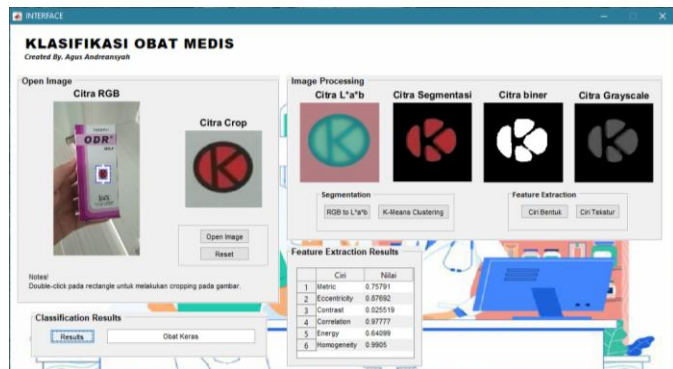 INTERFACE
KLASIFIKASI OBAT MEDIS
Created By. Agus Andreansyah
Open Image
Citra RGB
ODR
Citra Crop
K
Open Image
Reset
Notes!
Double-click pada rectangle untuk melakukan cropping pada gambar.
Classification Results
Results
Obat Keras
Image Processing
Citra L*a*b
Citra Segmentasi
Citra biner
Citra Grayscale
K
Segmentation
RGB to L*a*b
K-Means Clustering
Feature Extraction
Ciri Bentuk
Ciri Tekstur
Feature Extraction Results
Ciri Nilai
1 Metric 0.75791
2 Eccentricity 0.87692
3 Contrast 0.025519
4 Correlation 0.97777
5 Energy 0.64099
6 Homogeneity 0.9905